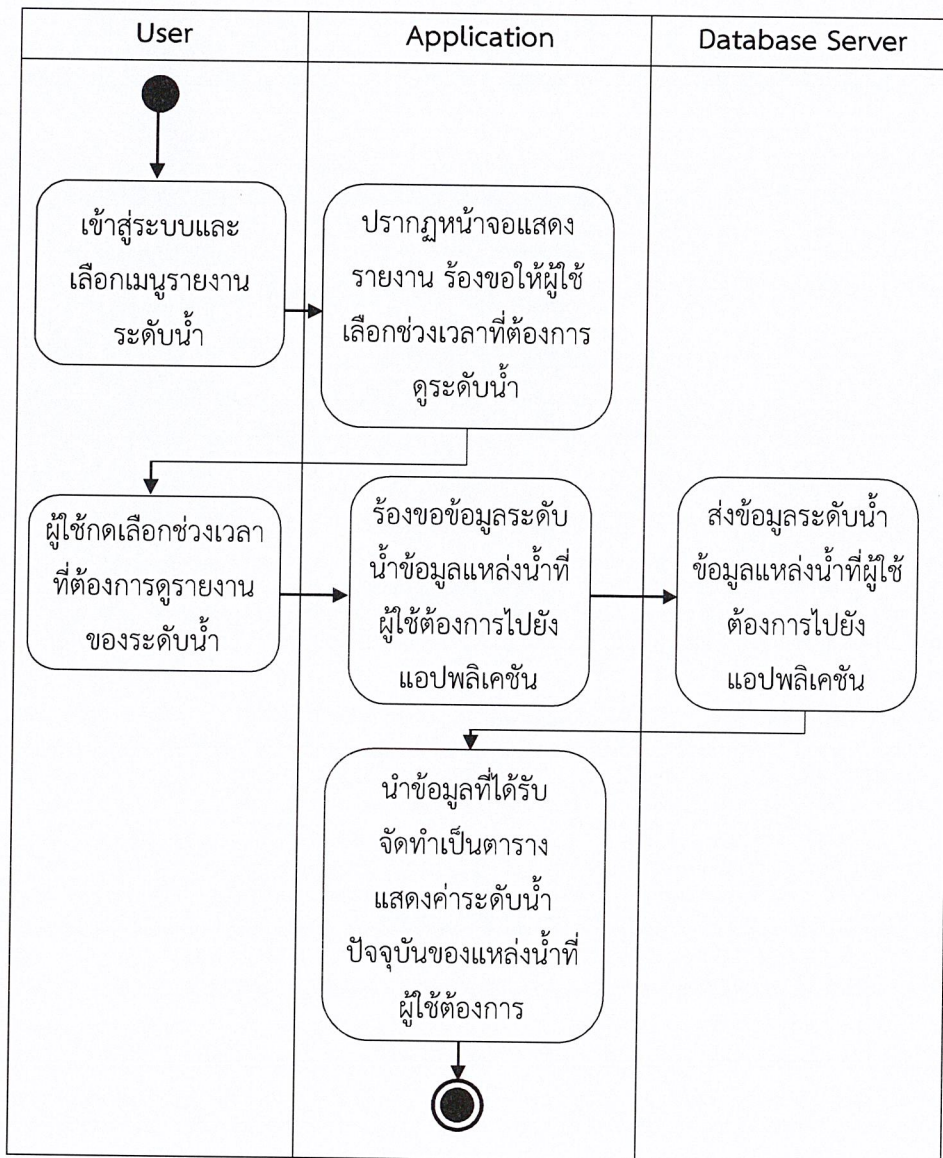 User
Application
Database Server
เข้าสู่ระบบและ
เลือกเมนูรายงาน
ระดับน้ำ
ปรากฏหน้าจอแสดง
รายงาน ร้องขอให้ผู้ใช้
เลือกช่วงเวลาที่ต้องการ
ดูระดับน้ำ
ผู้ใช้กดเลือกช่วงเวลา
ที่ต้องการดูรายงาน
ของระดับน้ำ
ร้องขอข้อมูลระดับ
น้ำข้อมูลแหล่งน้ำที่
ผู้ใช้ต้องการไปยัง
แอปพลิเคชัน
ส่งข้อมูลระดับน้ำ
ข้อมูลแหล่งน้ำที่ผู้ใช้
ต้องการไปยัง
แอปพลิเคชัน
นำข้อมูลที่ได้รับ
จัดทำเป็นตาราง
แสดงค่าระดับน้ำ
ปัจจุบันของแหล่งน้ำที่
ผู้ใช้ต้องการ